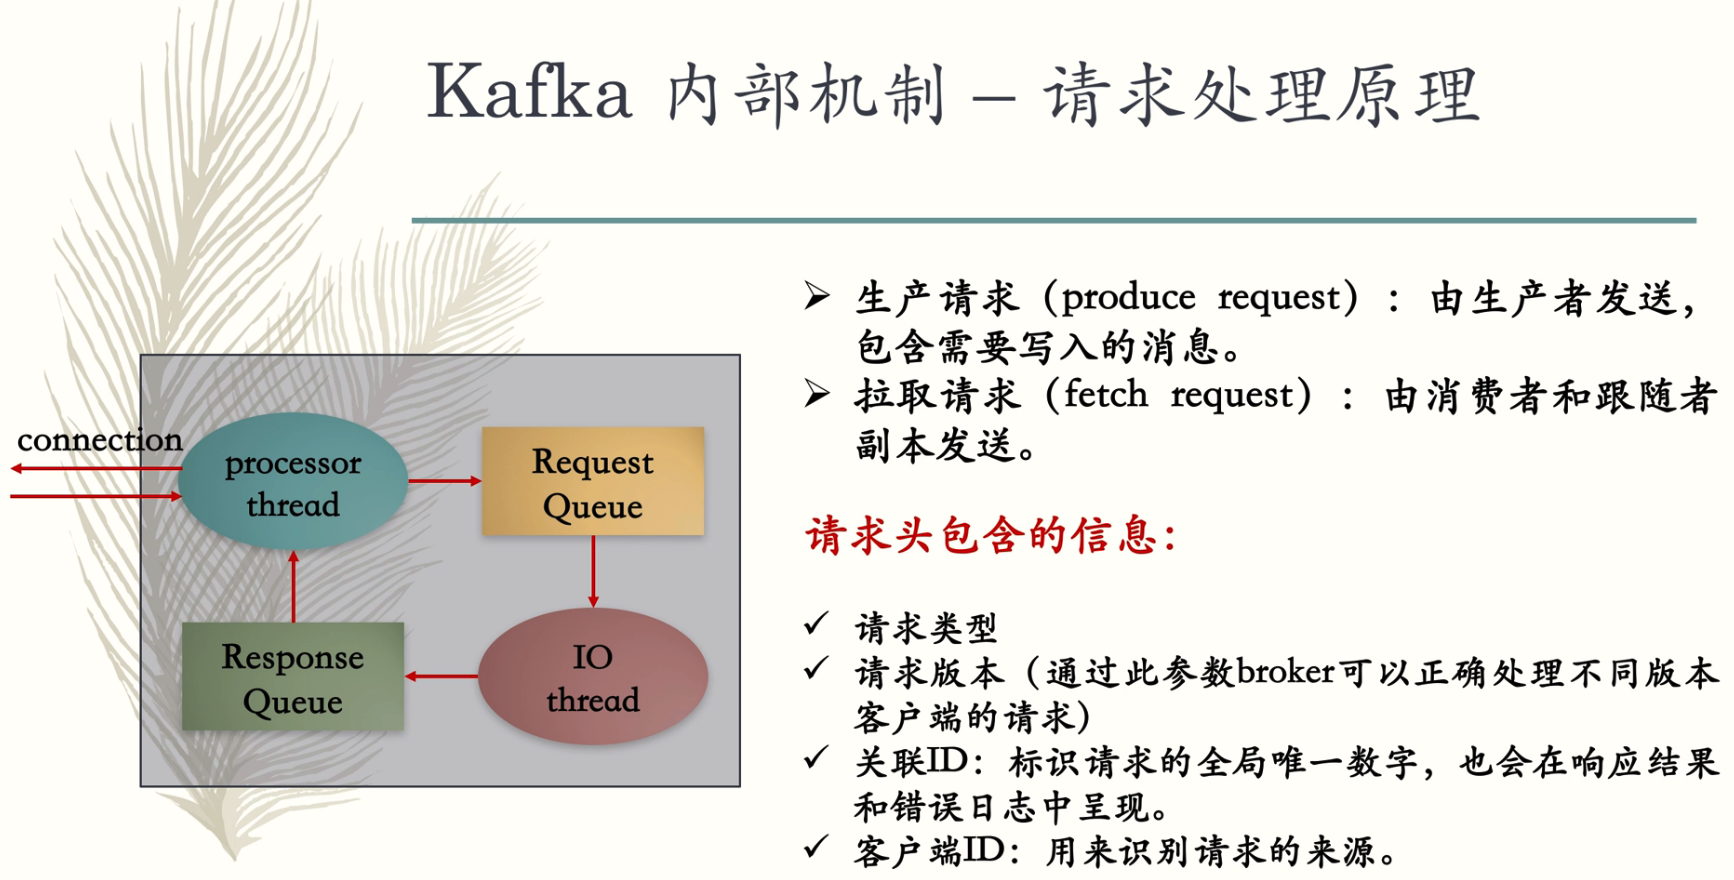 Kafka 内部机制 – 请求处理原理
connection
processor
thread
Request
Queue
Response
Queue
IO
thread
➢ 生产请求（produce request）：由生产者发送，
包含需要写入的消息。
➢ 拉取请求（fetch request）：由消费者和跟随者
副本发送。
请求头包含的信息：
✓ 请求类型
✓ 请求版本（通过此参数broker可以正确处理不同版本
客户端的请求）
✓ 关联ID：标识请求的全局唯一数字，也会在响应结果
和错误日志中呈现。
✓ 客户端ID：用来识别请求的来源。